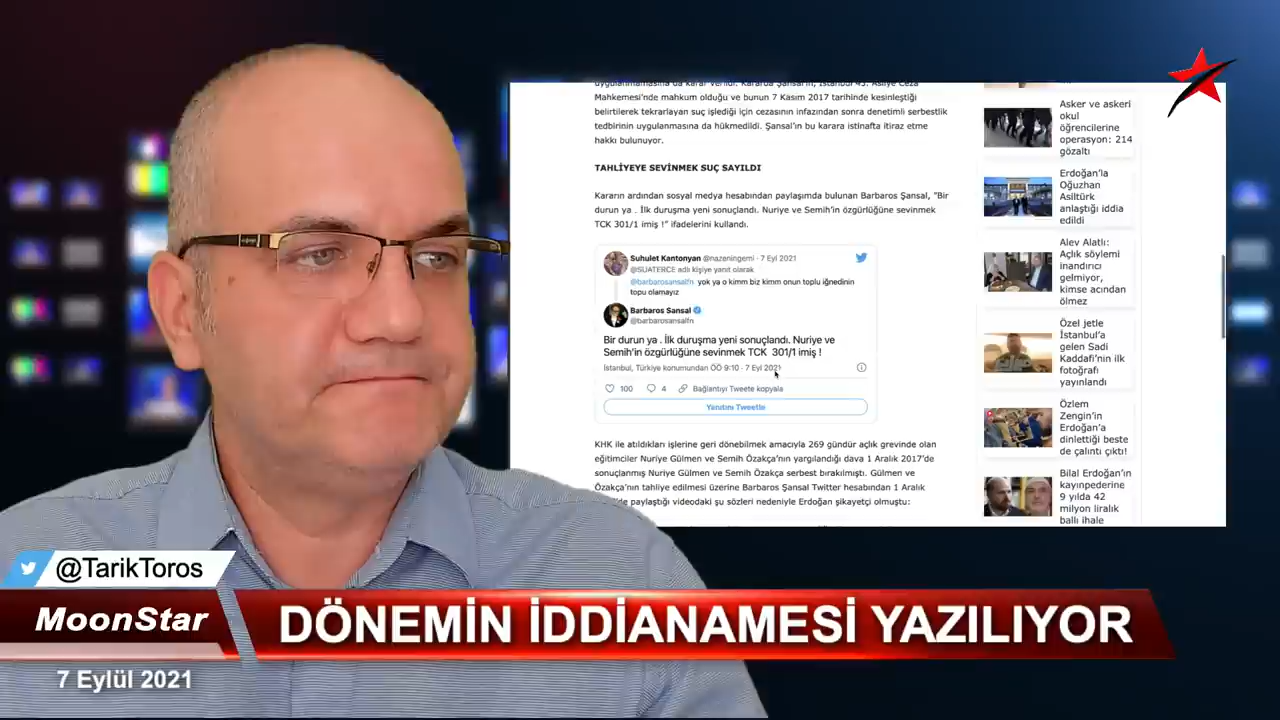 uygulanmamasına da karar verildi. Kararda Şansal'ın, İstanbul 43. Asliye Ceza
Mahkemesi'nde mahkum olduğu ve bunun 7 Kasım 2017 tarihinde kesinleştiği
belirtilerek tekrarlayan suç işlediği için cezasının infazından sonra denetimli serbestlik
tedbirinin uygulanmasına da hükmedildi. Şansal'ın bu karara istinafta itiraz etme
hakkı bulunuyor.
TAHLİYEYE SEVİNMEK SUÇ SAYILDI
Kararın ardından sosyal medya hesabından paylaşımda bulunan Barbaros Şansal, "Bir
durun ya . İlk duruşma yeni sonuçlandı. Nuriye ve Semih'in özgürlüğüne sevinmek
TCK 301/1 imiş !" ifadelerini kullandı.
Suhulet Kantonyan @nazeningemi · 7 Eyl 2021
@SUATERCE adlı kişiye yanıt olarak
@barbarossansalfn yok ya o kimm biz kimm onun toplu iğnedinin
topu olamayız
Barbaros Sansal
@barbarosansalfn
Bir durun ya . İlk duruşma yeni sonuçlandı. Nuriye ve
Semih'in özgürlüğüne sevinmek TCK 301/1 imiş !
İstanbul, Türkiye konumundan ÖÖ 9:10 · 7 Eyl 2021
100 4 Bağlantıyı Tweete kopyala
Yanıtını Tweetle
KHK ile atıldıkları işlerine geri dönebilmek amacıyla 269 gündür açlık grevinde olan
eğitimciler Nuriye Gülmen ve Semih Özakça'nın yargılandığı dava 1 Aralık 2017'de
sonuçlanmış Nuriye Gülmen ve Semih Özakça serbest bırakılmıştı. Gülmen ve
Özakça'nın tahliye edilmesi üzerine Barbaros Şansal Twitter hesabından 1 Aralık
paylaştığı videodaki şu sözleri nedeniyle Erdoğan şikayetçi olmuştu:
Asker ve askeri
okul
öğrencilerine
operasyon: 214
gözaltı
Erdoğan'la
Oğuzhan
Asiltürk
anlaştığı iddia
edildi
Alev Alatlı:
Açlık söylemi
inandırıcı
gelmiyor,
kimse acından
ölmez
Özel jetle
İstanbul'a
gelen Sadi
Kaddafi'nin ilk
fotoğrafı
yayınlandı
Özlem
Zengin'in
Erdoğan'a
dinlettiği beste
de çalıntı çıktı!
Bilal Erdoğan'ın
kayınpederine
9 yılda 42
milyon liralık
ballı ihale
@TarikToros
MoonStar
DÖNEMİN İDDİANAMESİ YAZILIYOR
7 Eylül 2021